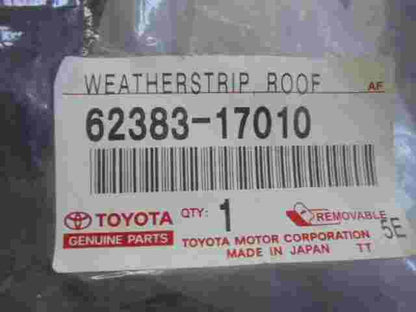 WEATHERSTRIP, ROOF
AF
62383-17010
TOYOTA QTY: 1 REMOVABLE
GENUINE PARTS TOYOTA MOTOR CORPORATION 5E
MADE IN JAPAN TT